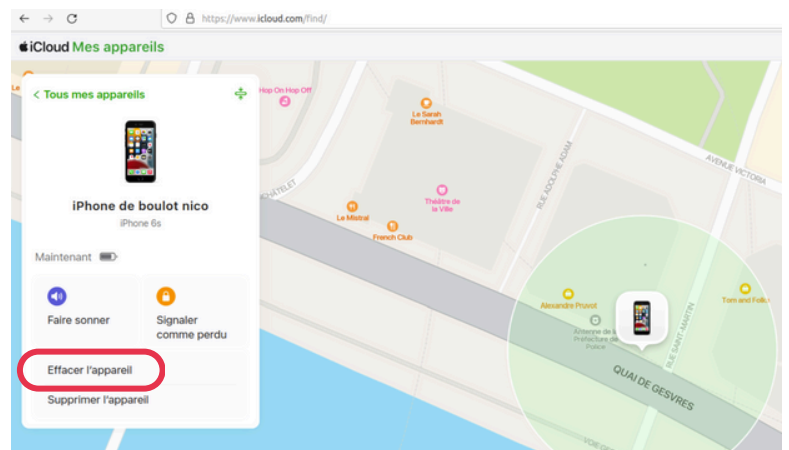 https://www.icloud.com/find/
iCloud Mes appareils
< Tous mes appareils
iPhone de boulot nico
iPhone 6s
Maintenant
Faire sonner
Signaler
comme perdu
Effacer l'appareil
Supprimer l'appareil
Le
Hop On Hop Off
Le Sarah
Bernhardt
AVENUE VICTORIA
RUE ADOLPHE ADAM
CHÂTELET
Théâtre de
la Ville
Le Mistral
French Club
Alexandre Pruvot
Tom and
Antenne de la
Préfecture de
Police
RUE SAINT-MARTIN
QUAI DE GESVRES